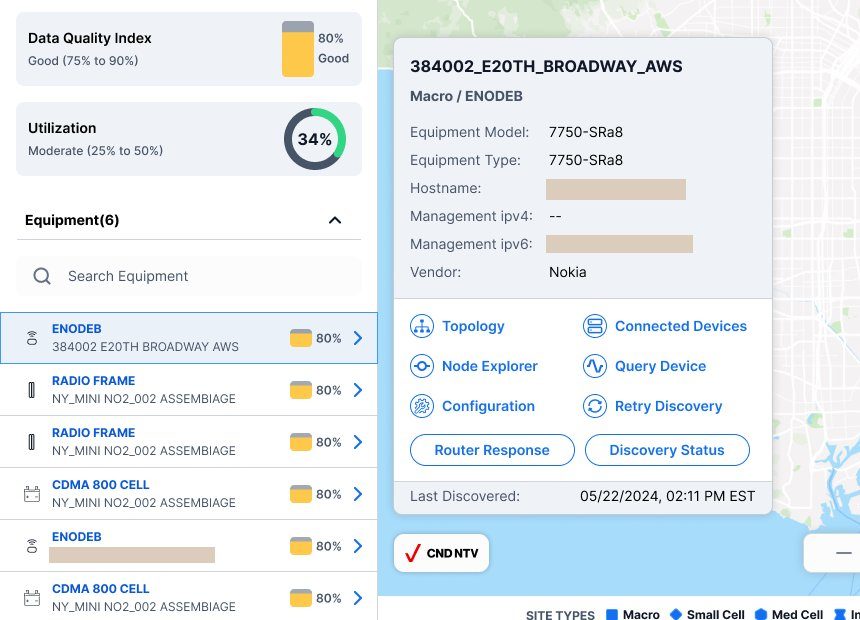 Data Quality Index
Good (75% to 90%)
80%
Good
Utilization
Moderate (25% to 50%)
34%
Equipment(6)
Search Equipment
ENODEB
384002 E20TH BROADWAY AWS
80%
RADIO FRAME
NY_MINI NO2_002 ASSEMBIAGE
80%
RADIO FRAME
NY_MINI NO2_002 ASSEMBIAGE
80%
CDMA 800 CELL
NY_MINI NO2_002 ASSEMBIAGE
80%
ENODEB
80%
CDMA 800 CELL
NY_MINI NO2_002 ASSEMBIAGE
80%
384002_E20TH_BROADWAY_AWS
Macro / ENODEB
Equipment Model: 7750-SRa8
Equipment Type: 7750-SRa8
Hostname:
Management ipv4: --
Management ipv6:
Vendor: Nokia
Topology Connected Devices
Node Explorer Query Device
Configuration Retry Discovery
Router Response Discovery Status
Last Discovered: 05/22/2024, 02:11 PM EST
CND NTV
SITE TYPES Macro Small Cell Med Cell